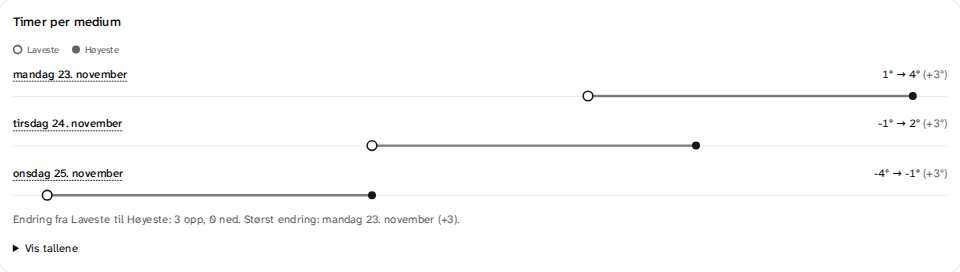 Timer per medium
Laveste Høyeste
mandag 23. november 1° → 4° (+3°)
tirsdag 24. november -1° → 2° (+3°)
onsdag 25. november -4° → -1° (+3°)
Endring fra Laveste til Høyeste: 3 opp, 0 ned. Størst endring: mandag 23. november (+3).
▶ Vis tallene